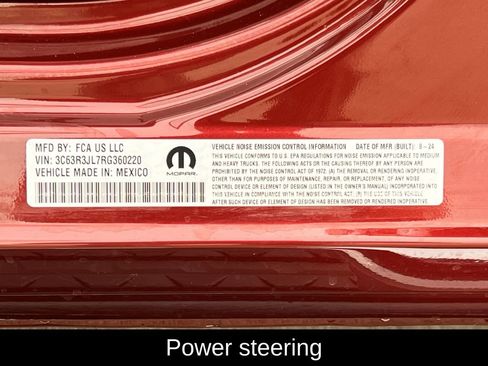 MFD BY: FCA US LLC
VIN: 3C63R3JL7RG360220
VEHICLE MADE IN: MEXICO
MOPAR
VEHICLE NOISE EMISSION CONTROL INFORMATION DATE OF MFR (BUILT) 8-24
THIS VEHICLE CONFORMS TO U.S. EPA REGULATIONS FOR NOISE EMISSION APPLICABLE TO MEDIUM
AND HEAVY TRUCKS. THE FOLLOWING ACTS OR THE CAUSING THEREOF BY ANY PERSON ARE
PROHIBITED BY THE NOISE CONTROL ACT OF 1972: (A) THE REMOVAL OR RENDERING INOPERATIVE,
OTHER THAN FOR PURPOSES OF MAINTENANCE, REPAIR, OR REPLACEMENT, OF ANY NOISE
CONTROL DEVICE OR ELEMENT OF DESIGN (LISTED IN THE OWNER'S MANUAL) INCORPORATED
INTO THIS VEHICLE IN COMPLIANCE WITH THE NOISE CONTROL ACT; (B) THE USE OF THIS VEHICLE
AFTER SUCH DEVICE OR ELEMENT OF DESIGN HAS BEEN REMOVED OR RENDERED INOPERATIVE.
Power steering